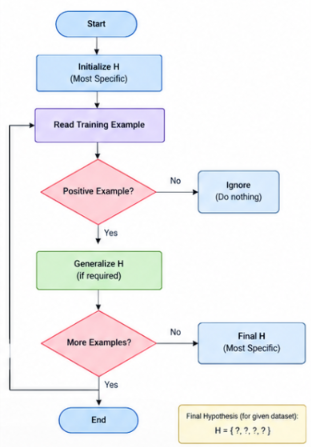 Start
Initialize H
(Most Specific)
Read Training Example
Positive Example?
No
Ignore
(Do nothing)
Yes
Generalize H
(if required)
More Examples?
No
Final H
(Most Specific)
Yes
End
Final Hypothesis (for given dataset):
H = { ?, ?, ?, ? }